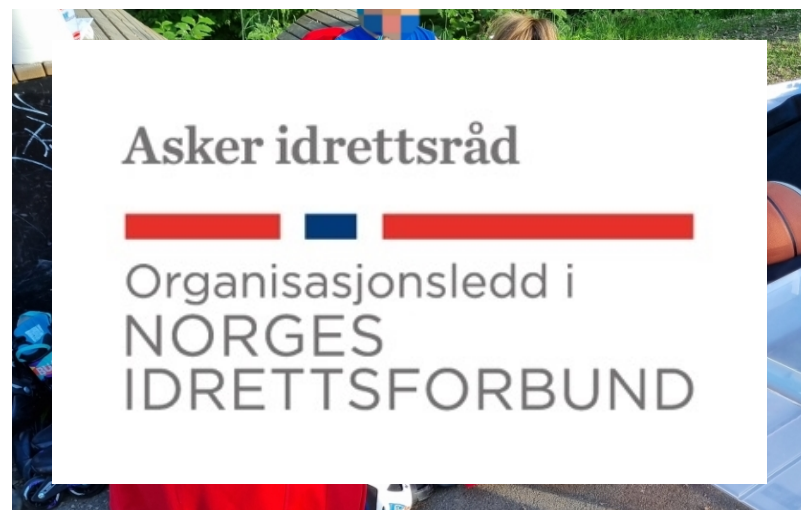 Asker idrettsråd
Organisasjonsledd i
NORGES
IDRETTSFORBUND